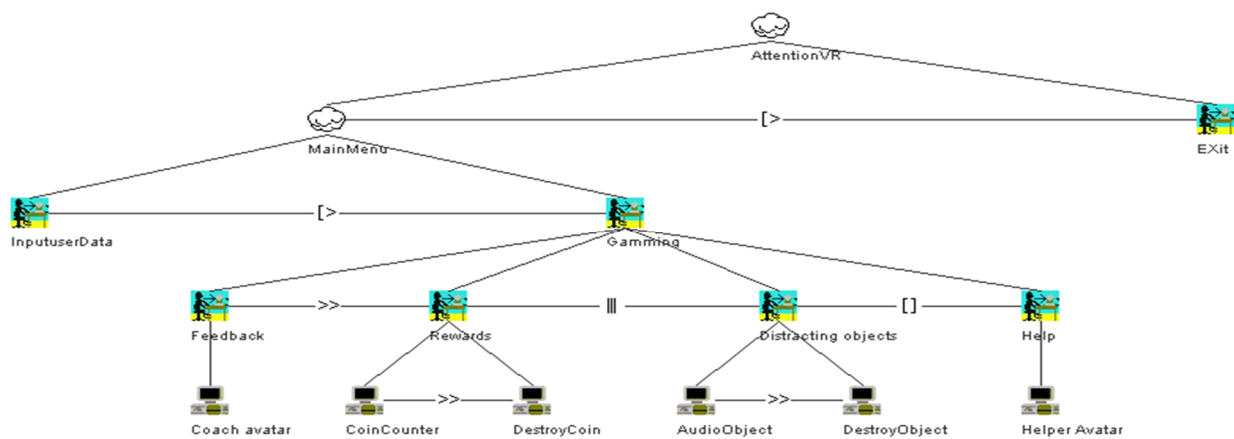 AttentionVR
[>
MainMenu
EXit
[>
InputuserData
Gamming
>>
|||
[]
Feedback
Rewards
Distracting objects
Help
>>
>>
Coach avatar
CoinCounter
DestroyCoin
AudioObject
DestroyObject
Helper Avatar